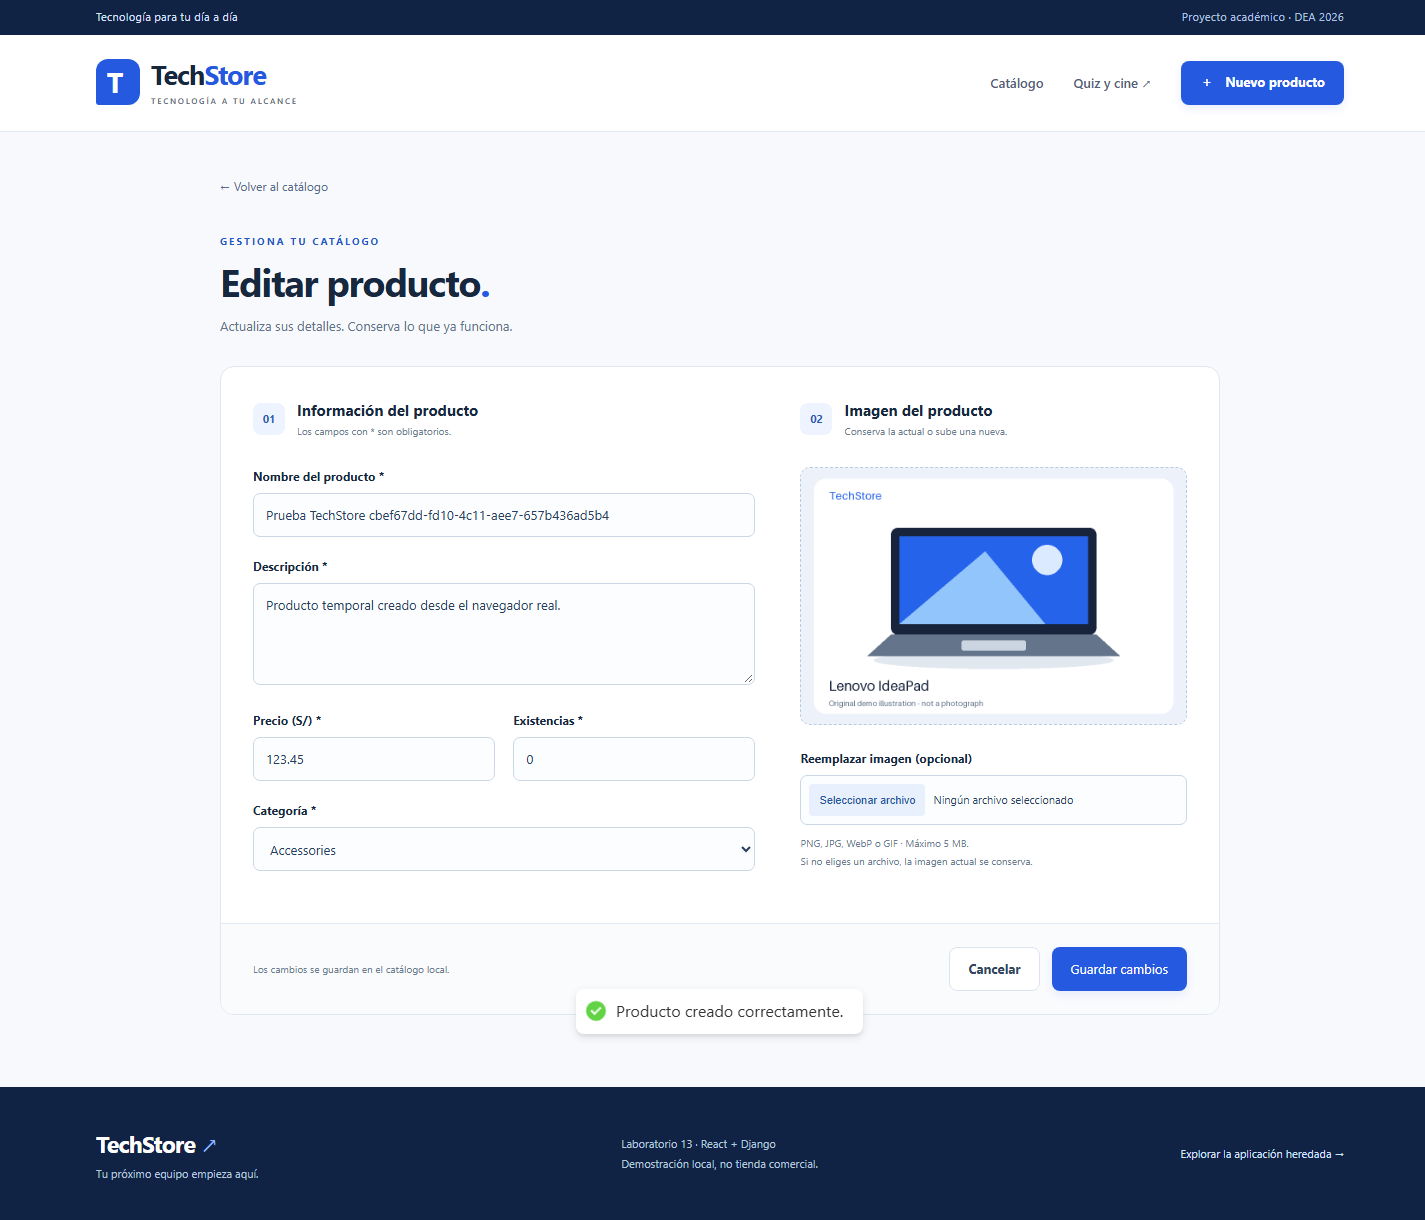 Tecnología para tu día a día
Proyecto académico · DEA 2026
T
TechStore
TECNOLOGÍA A TU ALCANCE
Catálogo
Quiz y cine ↗
+ Nuevo producto
← Volver al catálogo
GESTIONA TU CATÁLOGO
Editar producto.
Actualiza sus detalles. Conserva lo que ya funciona.
01
Información del producto
Los campos con * son obligatorios.
Nombre del producto *
Prueba TechStore cbef67dd-fd10-4c11-aee7-657b436ad5b4
Descripción *
Producto temporal creado desde el navegador real.
Precio (S/) *
123.45
Existencias *
0
Categoría *
Accessories
02
Imagen del producto
Conserva la actual o sube una nueva.
TechStore
Lenovo IdeaPad
Original demo illustration - not a photograph
Reemplazar imagen (opcional)
Seleccionar archivo
Ningún archivo seleccionado
PNG, JPG, WebP o GIF · Máximo 5 MB.
Si no eliges un archivo, la imagen actual se conserva.
Los cambios se guardan en el catálogo local.
Cancelar
Guardar cambios
Producto creado correctamente.
TechStore ↗
Tu próximo equipo empieza aquí.
Laboratorio 13 · React + Django
Demostración local, no tienda comercial.
Explorar la aplicación heredada →